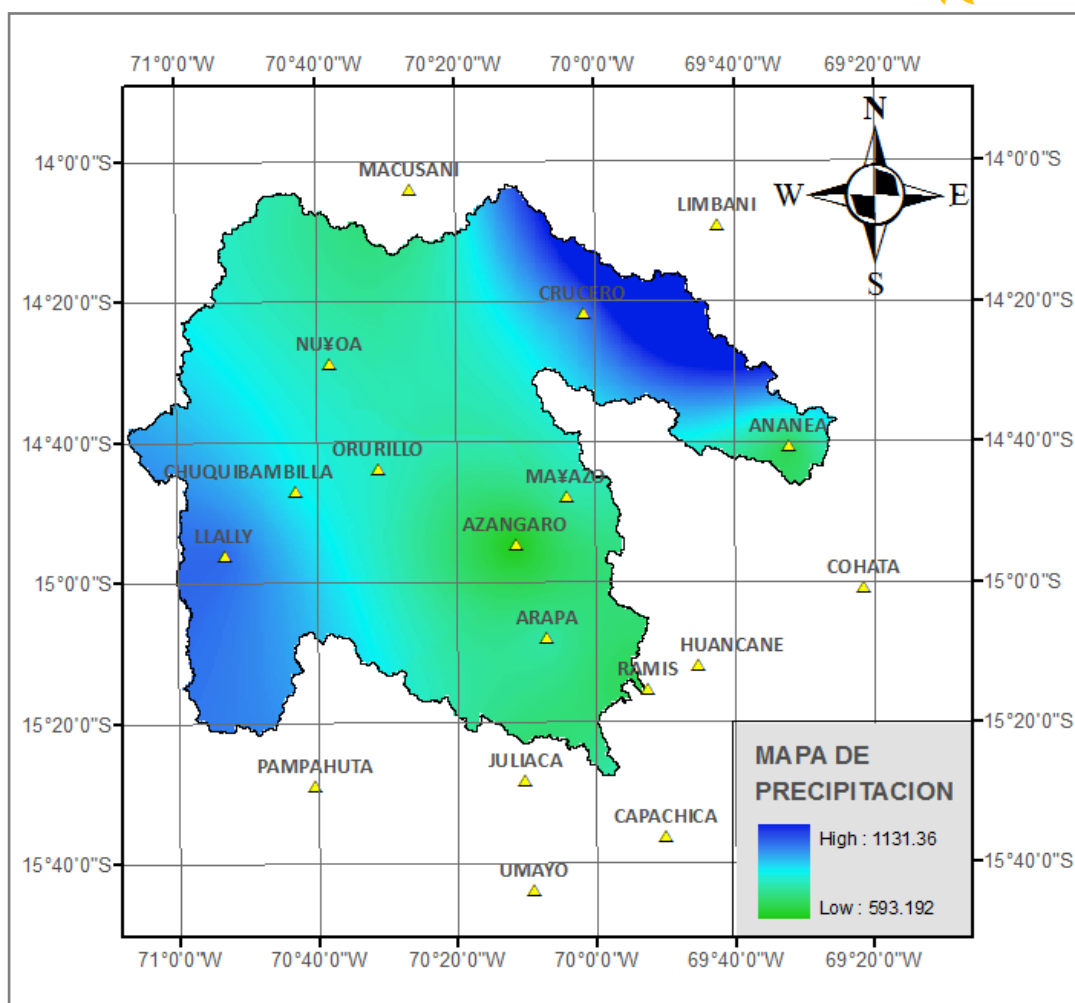 71°0'0"W 70°40'0"W 70°20'0"W 70°0'0"W 69°40'0"W 69°20'0"W
N
14°0'0"S 14°0'0"S
MACUSANI
W E
LIMBANI
S
14°20'0"S CRUCERO 14°20'0"S
NU¥OA
ANANEA
14°40'0"S ORURILLO 14°40'0"S
CHUQUIBAMBILLA MA¥AZO
LLALLY AZANGARO
COHATA
15°0'0"S 15°0'0"S
ARAPA
HUANCANE
RAMIS
15°20'0"S 15°20'0"S
PAMPAHUTA JULIACA
MAPA DE
PRECIPITACION
CAPACHICA
High : 1131.36
15°40'0"S 15°40'0"S
UMAYO
Low : 593.192
71°0'0"W 70°40'0"W 70°20'0"W 70°0'0"W 69°40'0"W 69°20'0"W